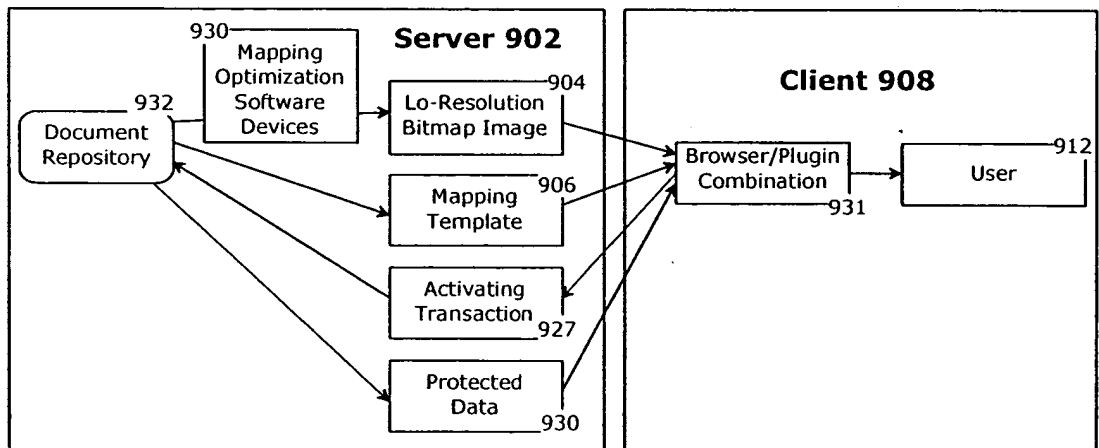 Server 902
Client 908
930
Mapping
Optimization
Software
Devices
932
Document
Repository
904
Lo-Resolution
Bitmap Image
906
Mapping
Template
Activating
Transaction
927
Protected
Data
930
Browser/Plugin
Combination
931
912
User